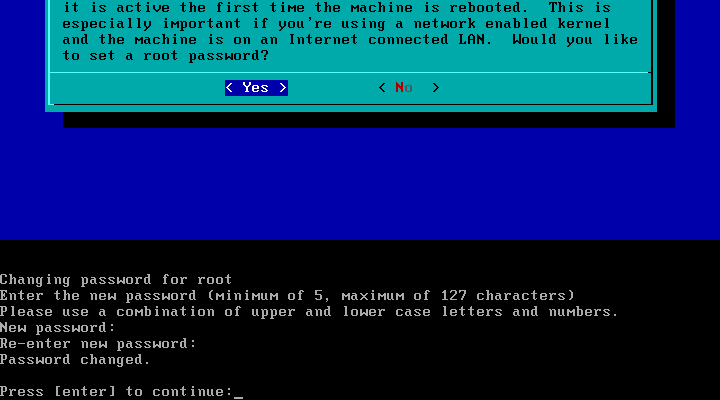 it is active the first time the machine is rebooted.  This is
especially important if you're using a network enabled kernel
and the machine is on an Internet connected LAN.  Would you like
to set a root password?
< Yes > < No >
Changing password for root
Enter the new password (minimum of 5, maximum of 127 characters)
Please use a combination of upper and lower case letters and numbers.
New password:
Re-enter new password:
Password changed.
Press [enter] to continue:_